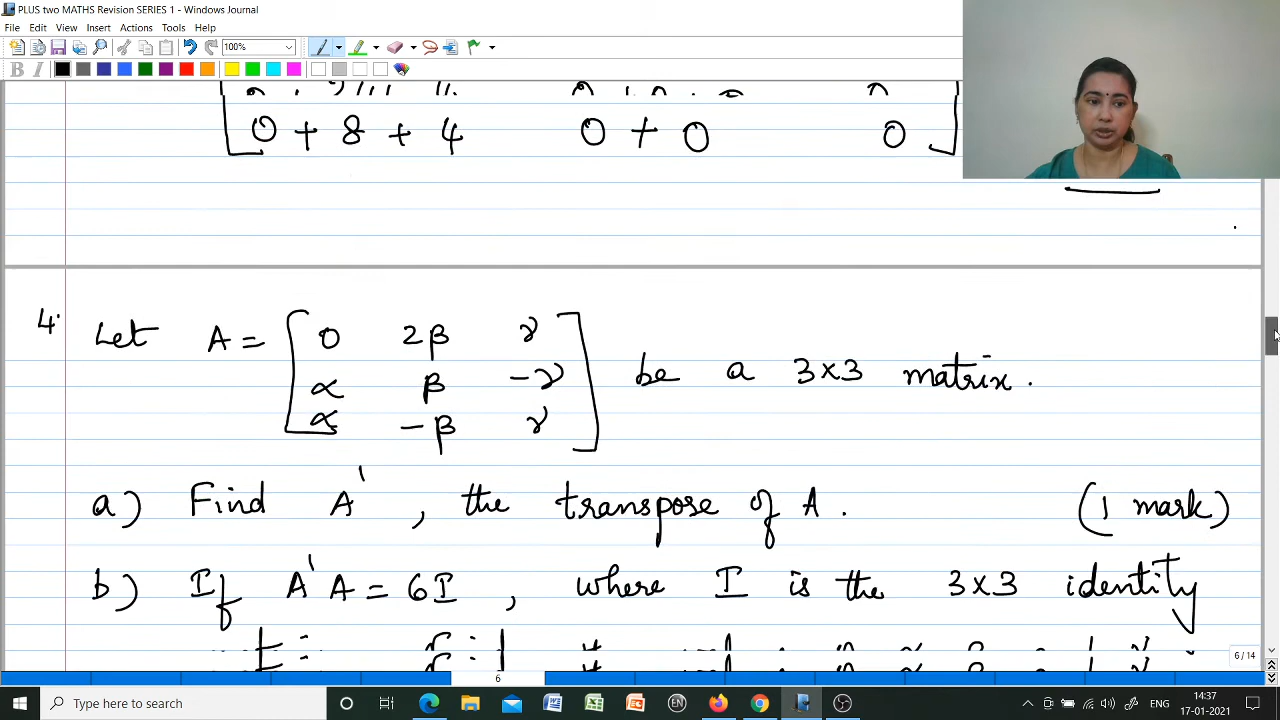 PLUS two MATHS Revision SERIES 1 - Windows Journal
File Edit View Insert Actions Tools Help
100%
B I
0 + 8 + 4 0 + 0 0
4. Let A = [ 0 2β γ
α β -γ
α -β γ ] be a 3×3 matrix.
a) Find A', the transpose of A. (1 mark)
b) If A'A = 6I, where I is the 3×3 identity
6 / 14
6
Type here to search
ENG
14:37
17-01-2021